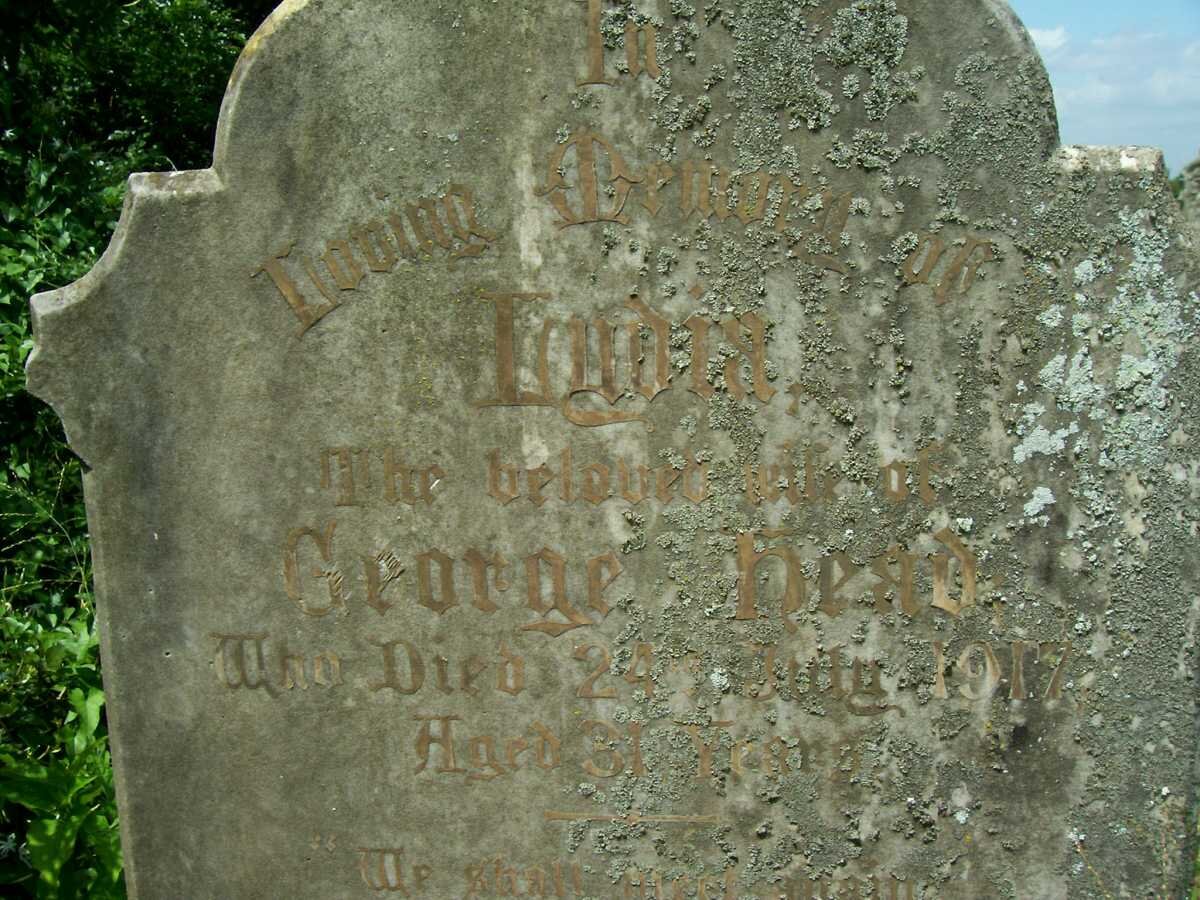 In
Loving Memory of
Lydia,
The beloved wife of
George Head,
Who Died 24th July 1917,
Aged 31 Years.
"We shall meet again